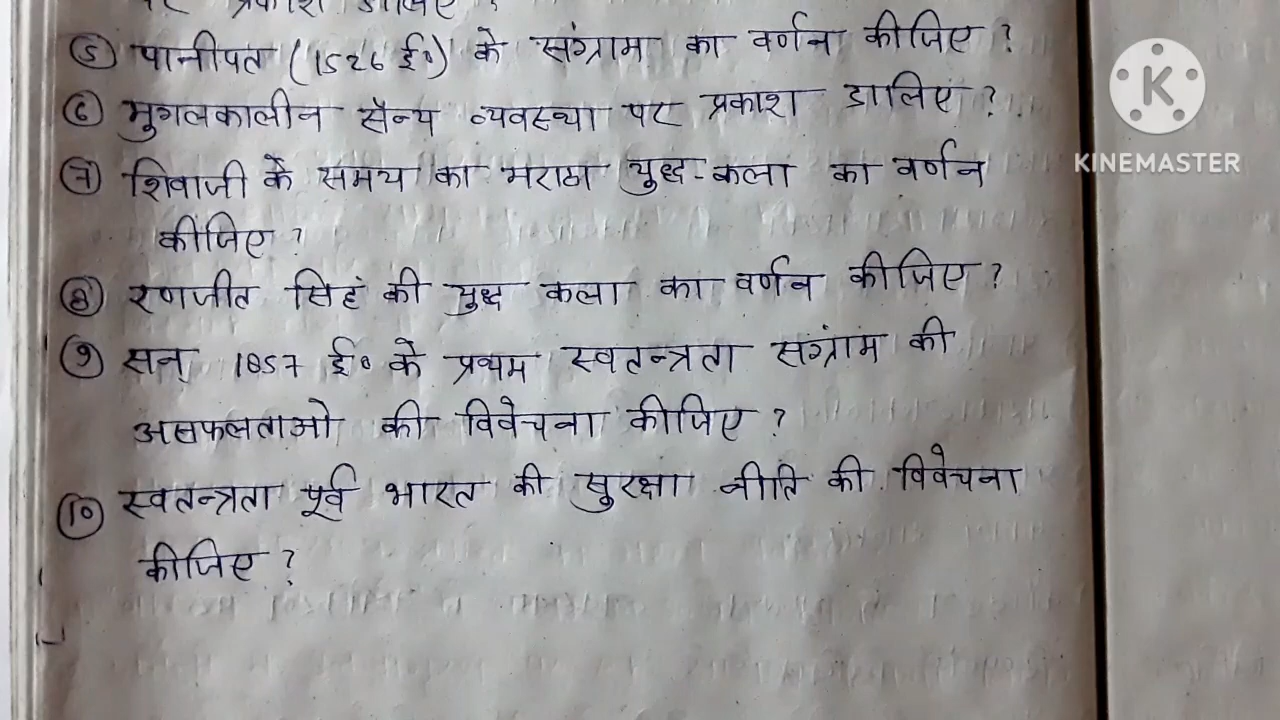 पर प्रकाश डालिए ?
⑤ पानीपत (1526 ई०) के संग्राम का वर्णन कीजिए ?
⑥ मुगलकालीन सैन्य व्यवस्था पर प्रकाश डालिए ?
⑦ शिवाजी के समय का मराठा युद्ध-कला का वर्णन
कीजिए ?
⑧ रणजीत सिहं की युद्ध कला का वर्णन कीजिए ?
⑨ सन् 1857 ई० के प्रथम स्वतन्त्रता संग्रांम की
असफलताओ की विवेचना कीजिए ?
⑩ स्वतन्त्रता पूर्व भारत की सुरक्षा नीति की विवेचना
कीजिए ?
K
KINEMASTER